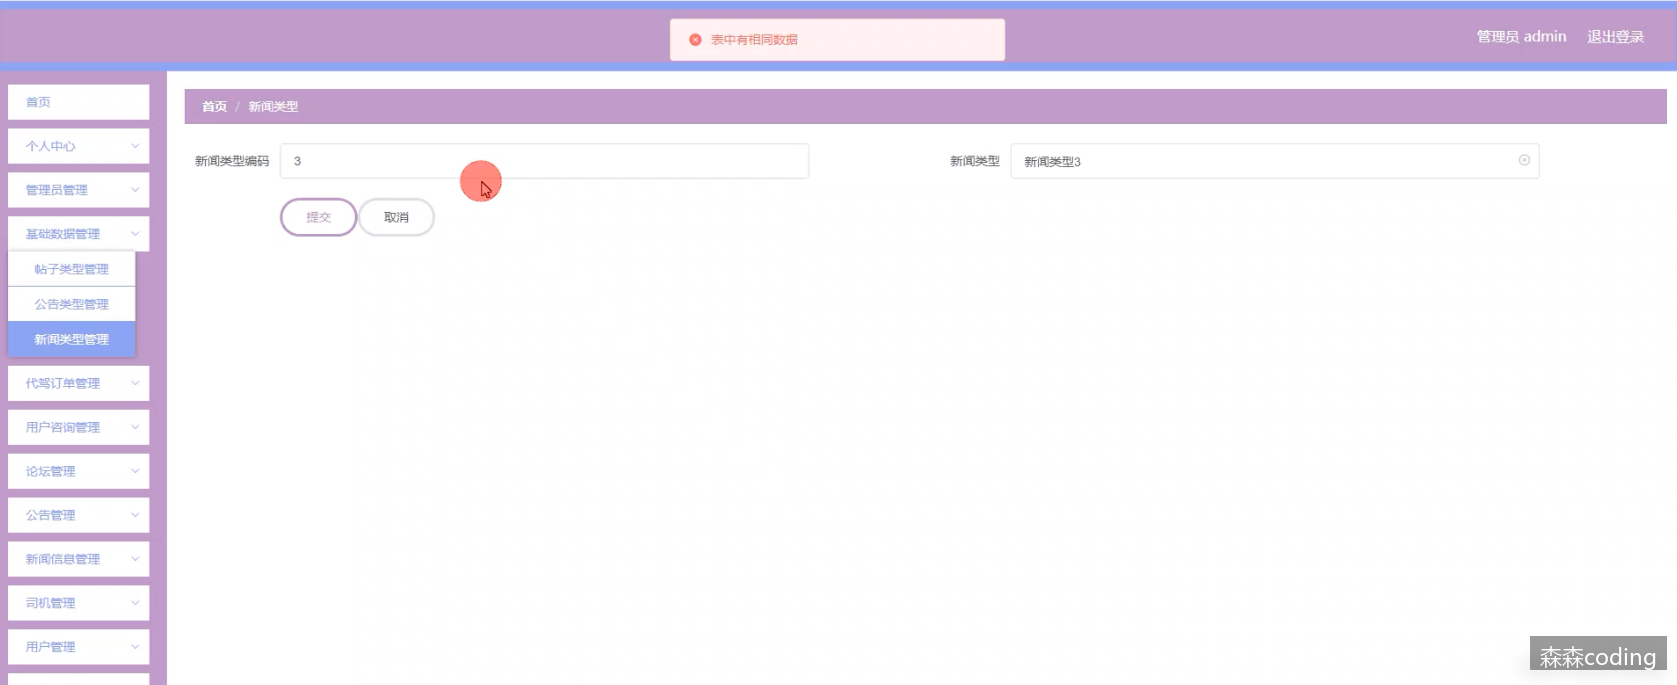 表中有相同数据
管理员 admin
退出登录
首页
个人中心
管理员管理
基础数据管理
帖子类型管理
公告类型管理
新闻类型管理
代驾订单管理
用户咨询管理
论坛管理
公告管理
新闻信息管理
司机管理
用户管理
首页 / 新闻类型
新闻类型编码 3
新闻类型 新闻类型3
提交
取消
森森coding